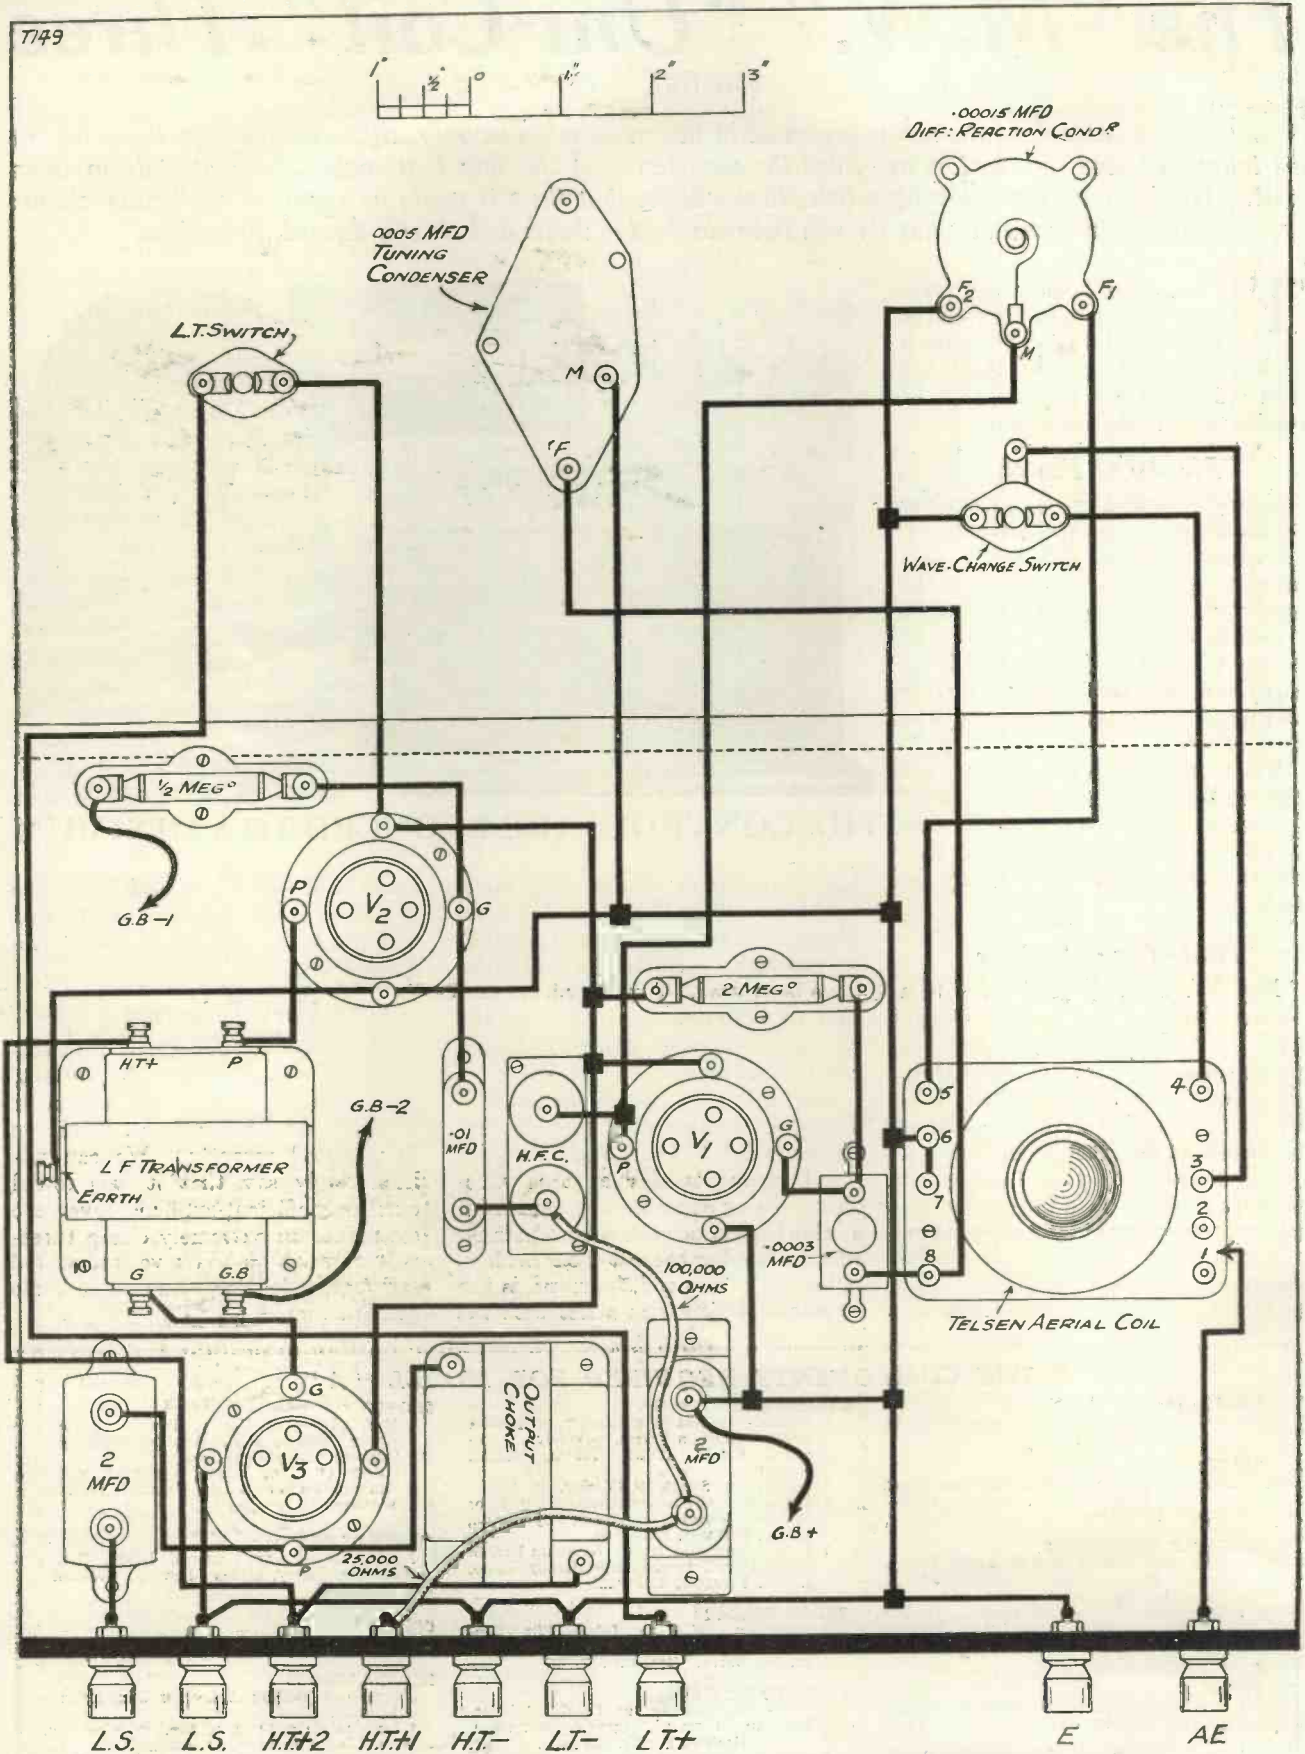 T149
1" ½" 0 1" 2" 3"
.00015 MFD
DIFF: REACTION CONDR
.0005 MFD
TUNING
CONDENSER
L.T. SWITCH
M
F
F2
F1
M
WAVE-CHANGE SWITCH
½ MEGO
G.B-1
P
V2
G
2 MEGO
HT+
P
G.B-2
.01
MFD
H.F.C.
P
V1
G
5
4
6
3
7
2
8
1
L F TRANSFORMER
EARTH
G
G.B
.0003
MFD
100,000
OHMS
TELSEN AERIAL COIL
2
MFD
G
V3
P
OUTPUT
CHOKE
2
MFD
G.B+
25,000
OHMS
L.S. L.S. H.T.+2 H.T.+1 H.T.- L.T.- L.T.+ E AE